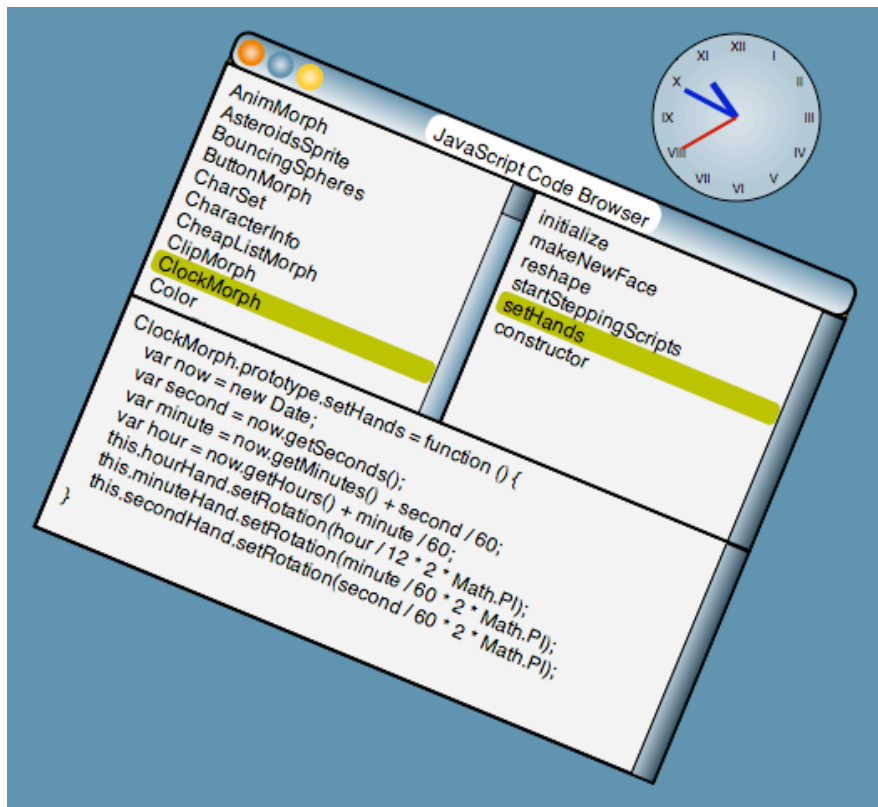 JavaScript Code Browser
AnimMorph
AsteroidsSprite
BouncingSpheres
ButtonMorph
CharSet
CharacterInfo
CheapListMorph
ClipMorph
ClockMorph
Color
initialize
makeNewFace
reshape
startSteppingScripts
setHands
constructor
ClockMorph.prototype.setHands = function () {
var now = new Date;
var second = now.getSeconds();
var minute = now.getMinutes() + second / 60;
var hour = now.getHours() + minute / 60;
this.hourHand.setRotation(hour / 12 * 2 * Math.PI);
this.minuteHand.setRotation(minute / 60 * 2 * Math.PI);
this.secondHand.setRotation(second / 60 * 2 * Math.PI);
}
XII
I
II
III
IV
V
VI
VII
VIII
IX
X
XI